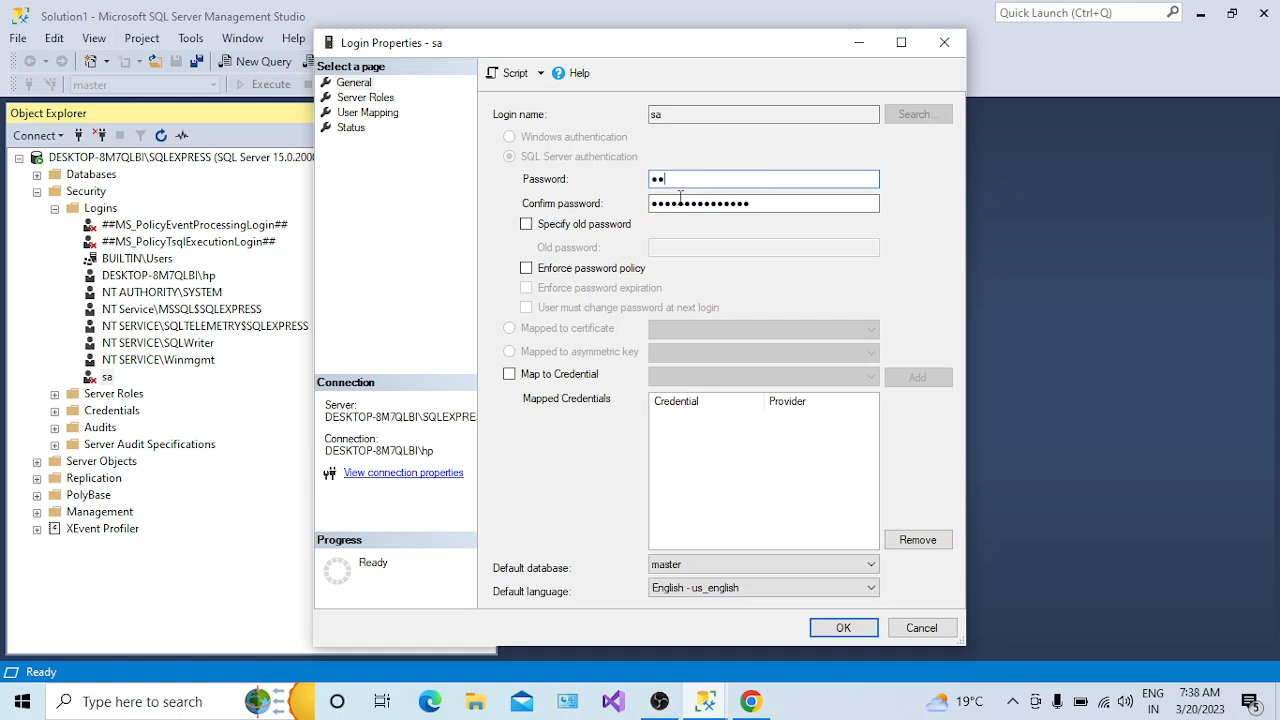 Solution1 - Microsoft SQL Server Management Studio
Quick Launch (Ctrl+Q)
File Edit View Project Tools Window Help
New Query
master
Execute
Object Explorer
Connect
DESKTOP-8M7QLBI\SQLEXPRESS (SQL Server 15.0.2000
Databases
Security
Logins
##MS_PolicyEventProcessingLogin##
##MS_PolicyTsqlExecutionLogin##
BUILTIN\Users
DESKTOP-8M7QLBI\hp
NT AUTHORITY\SYSTEM
NT Service\MSSQL$SQLEXPRESS
NT SERVICE\SQLTELEMETRY$SQLEXPRESS
NT SERVICE\SQLWriter
NT SERVICE\Winmgmt
sa
Server Roles
Credentials
Audits
Server Audit Specifications
Server Objects
Replication
PolyBase
Management
XEvent Profiler
Login Properties - sa
Select a page
General
Server Roles
User Mapping
Status
Connection
Server:
DESKTOP-8M7QLBI\SQLEXPRE
Connection:
DESKTOP-8M7QLBI\hp
View connection properties
Progress
Ready
Script Help
Login name: sa Search...
Windows authentication
SQL Server authentication
Password: ●●
Confirm password: ●●●●●●●●●●●●●●●
Specify old password
Old password:
Enforce password policy
Enforce password expiration
User must change password at next login
Mapped to certificate
Mapped to asymmetric key
Map to Credential Add
Mapped Credentials Credential Provider
Remove
Default database: master
Default language: English - us_english
OK Cancel
Ready
Type here to search
19°C
ENG
IN
7:38 AM
3/20/2023
5